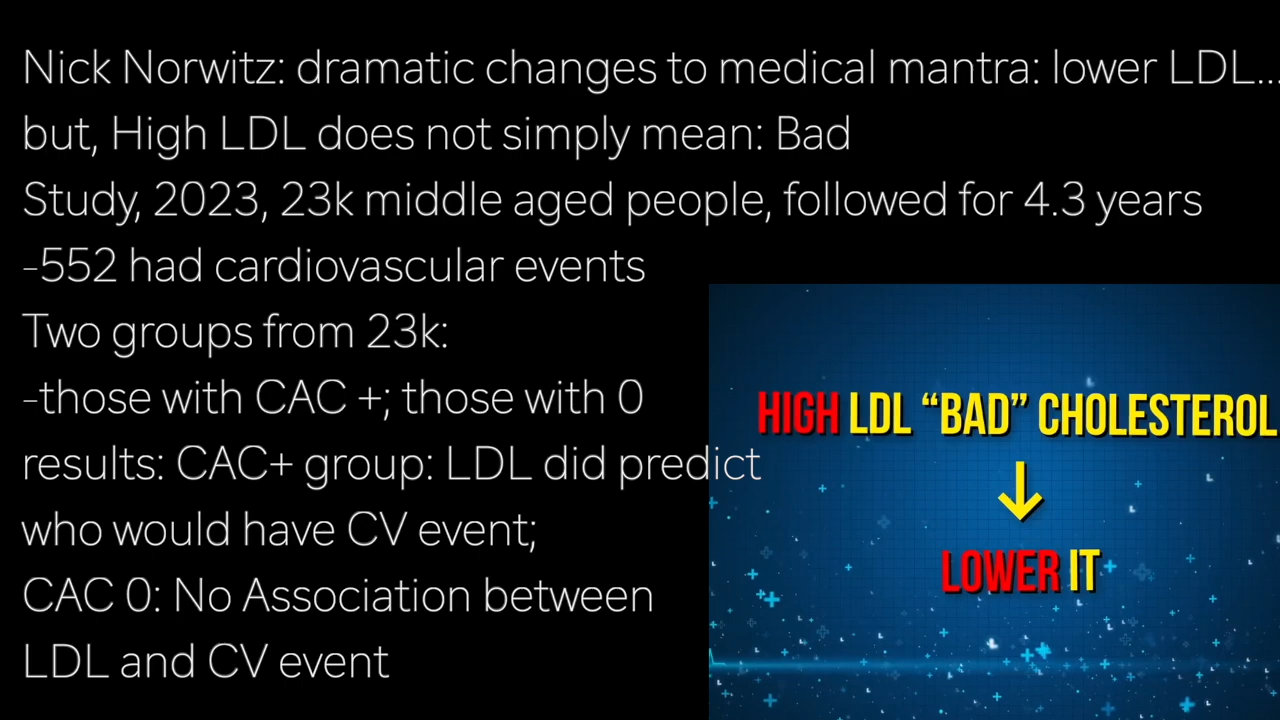 Nick Norwitz: dramatic changes to medical mantra: lower LDL...
but, High LDL does not simply mean: Bad
Study, 2023, 23k middle aged people, followed for 4.3 years
-552 had cardiovascular events
Two groups from 23k:
-those with CAC +; those with 0
results: CAC+ group: LDL did predict
who would have CV event;
CAC 0: No Association between
LDL and CV event
HIGH LDL “BAD” CHOLESTEROL
LOWER IT